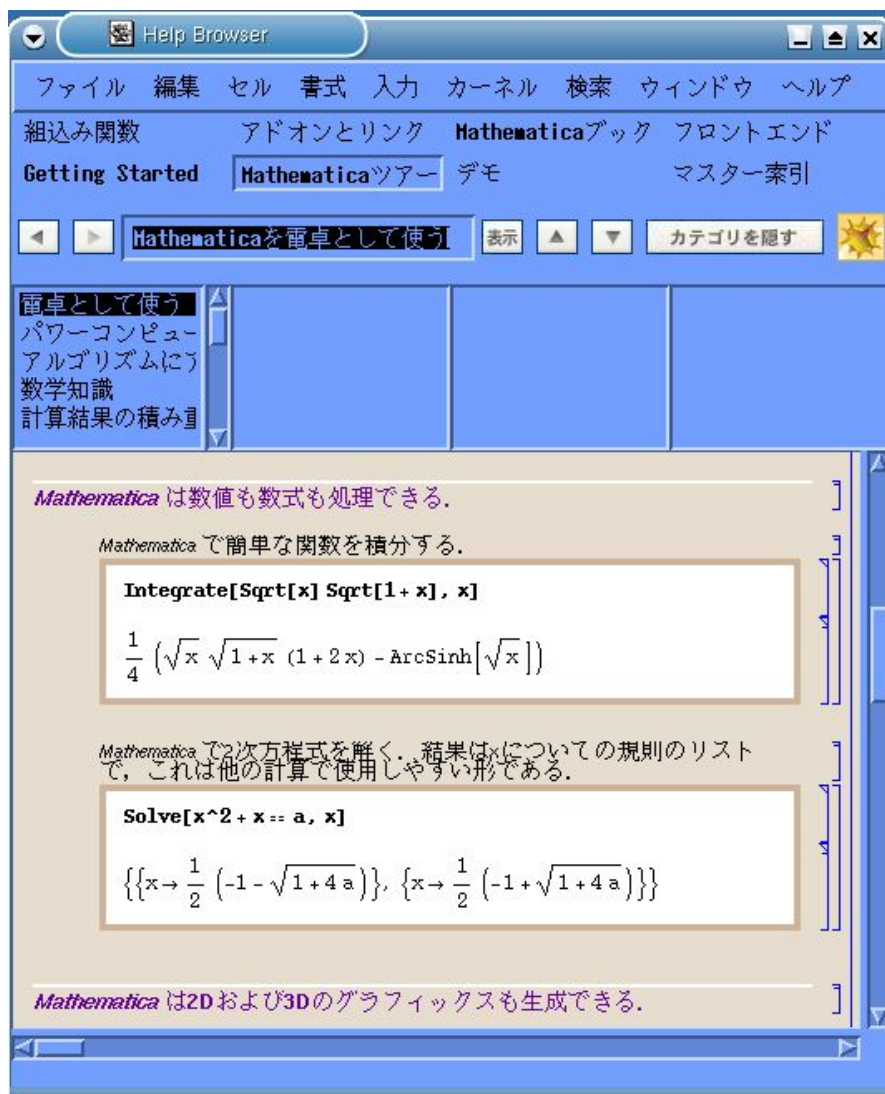 Help Browser
ファイル 編集 セル 書式 入力 カーネル 検索 ウィンドウ ヘルプ
組込み関数 アドオンとリンク Mathematicaブック フロントエンド
Getting Started Mathematicaツアー デモ マスター索引
Mathematicaを電卓として使う 表示 カテゴリを隠す
電卓として使う
パワーコンピュー
アルゴリズムに
数学知識
計算結果の積み
Mathematica は数値も数式も処理できる.
Mathematica で簡単な関数を積分する.
Integrate[Sqrt[x] Sqrt[1+x], x]
1/4 (√x √(1+x) (1+2x) - ArcSinh[√x])
Mathematica で2次方程式を解く. 結果はxについての規則のリスト
で, これは他の計算で使用しやすい形である.
Solve[x^2+x == a, x]
{{x→ 1/2 (-1-√(1+4a))}, {x→ 1/2 (-1+√(1+4a))}}
Mathematica は2Dおよび3Dのグラフィックスも生成できる.